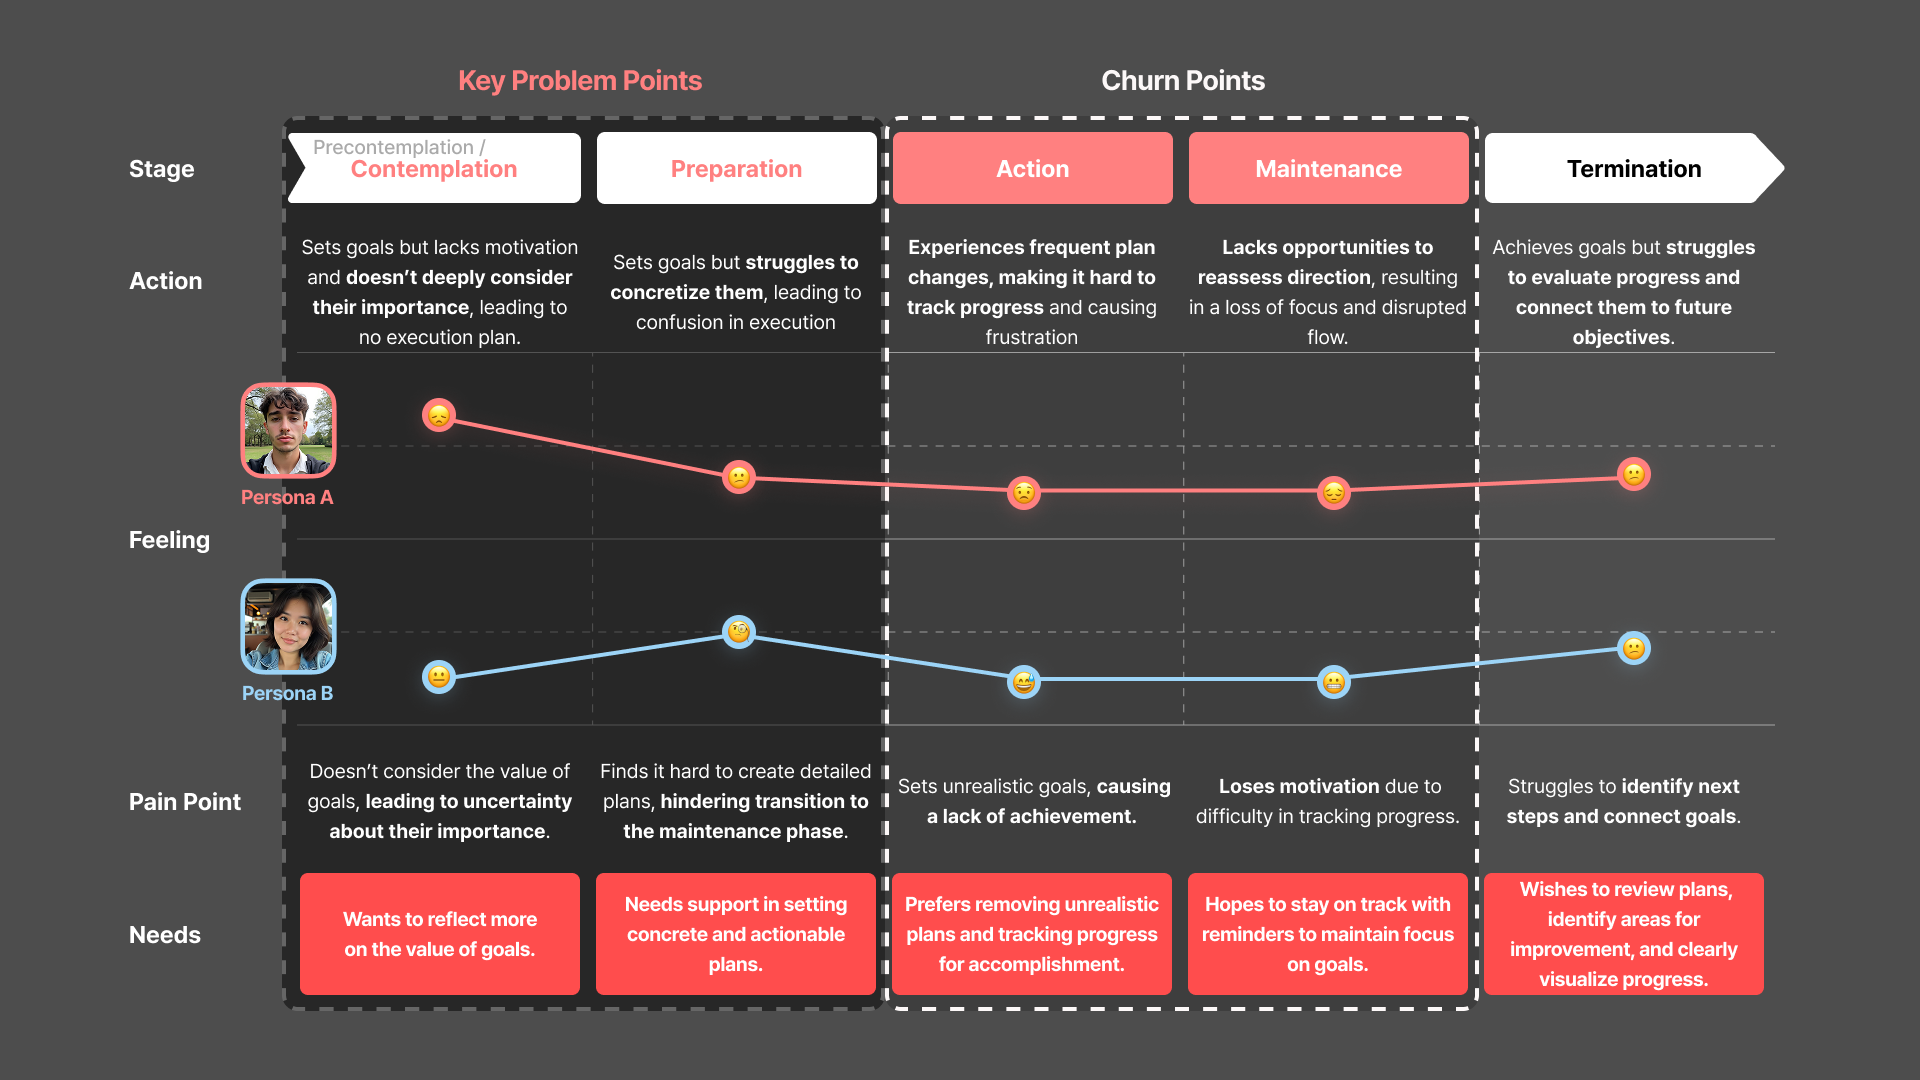 Key Problem Points
Churn Points
Stage
Precontemplation /
Contemplation
Preparation
Action
Maintenance
Termination
Action
Sets goals but lacks motivation
and doesn’t deeply consider
their importance, leading to
no execution plan.
Sets goals but struggles to
concretize them, leading to
confusion in execution
Experiences frequent plan
changes, making it hard to
track progress and causing
frustration
Lacks opportunities to
reassess direction, resulting
in a loss of focus and disrupted
flow.
Achieves goals but struggles
to evaluate progress and
connect them to future
objectives.
Feeling
Persona A
Persona B
Pain Point
Doesn’t consider the value of
goals, leading to uncertainty
about their importance.
Finds it hard to create detailed
plans, hindering transition to
the maintenance phase.
Sets unrealistic goals, causing
a lack of achievement.
Loses motivation due to
difficulty in tracking progress.
Struggles to identify next
steps and connect goals.
Needs
Wants to reflect more
on the value of goals.
Needs support in setting
concrete and actionable
plans.
Prefers removing unrealistic
plans and tracking progress
for accomplishment.
Hopes to stay on track with
reminders to maintain focus
on goals.
Wishes to review plans,
identify areas for
improvement, and clearly
visualize progress.